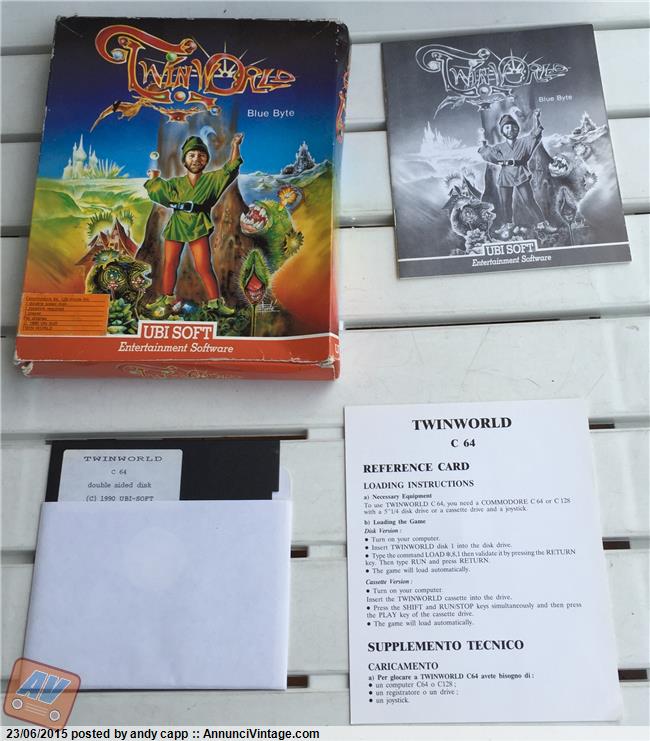 TWINWORLD
Blue Byte
UBI SOFT
Entertainment Software
TWINWORLD
Blue Byte
UBI SOFT
Entertainment Software
TWINWORLD
C 64
double sided disk
(C) 1990 UBI-SOFT
TWINWORLD
C 64
REFERENCE CARD
LOADING INSTRUCTIONS
a) Necessary Equipment
To use TWINWORLD C64, you need a COMMODORE C 64 or C 128
with a 5"1/4 disk drive or a cassette drive and a joystick.
b) Loading the Game
Disk Version :
● Turn on your computer.
● Insert TWINWORLD disk 1 into the disk drive.
● Type the command LOAD ,8,1 then validate it by pressing the RETURN
key. Then type RUN and press RETURN.
● The game will load automatically.
Cassette Version :
● Turn on your computer
Insert the TWINWORLD cassette into the drive.
● Press the SHIFT and RUN/STOP keys simultaneously and then press
the PLAY key of the cassette drive.
● The game will load automatically.
SUPPLEMENTO TECNICO
CARICAMENTO
a) Per giocare a TWINWORLD C64 avete bisogno di :
● un computer C64 o C128 ;
● un registratore o un drive ;
● un joystick.
AV
23/06/2015 posted by andy capp :: AnnunciVintage.com